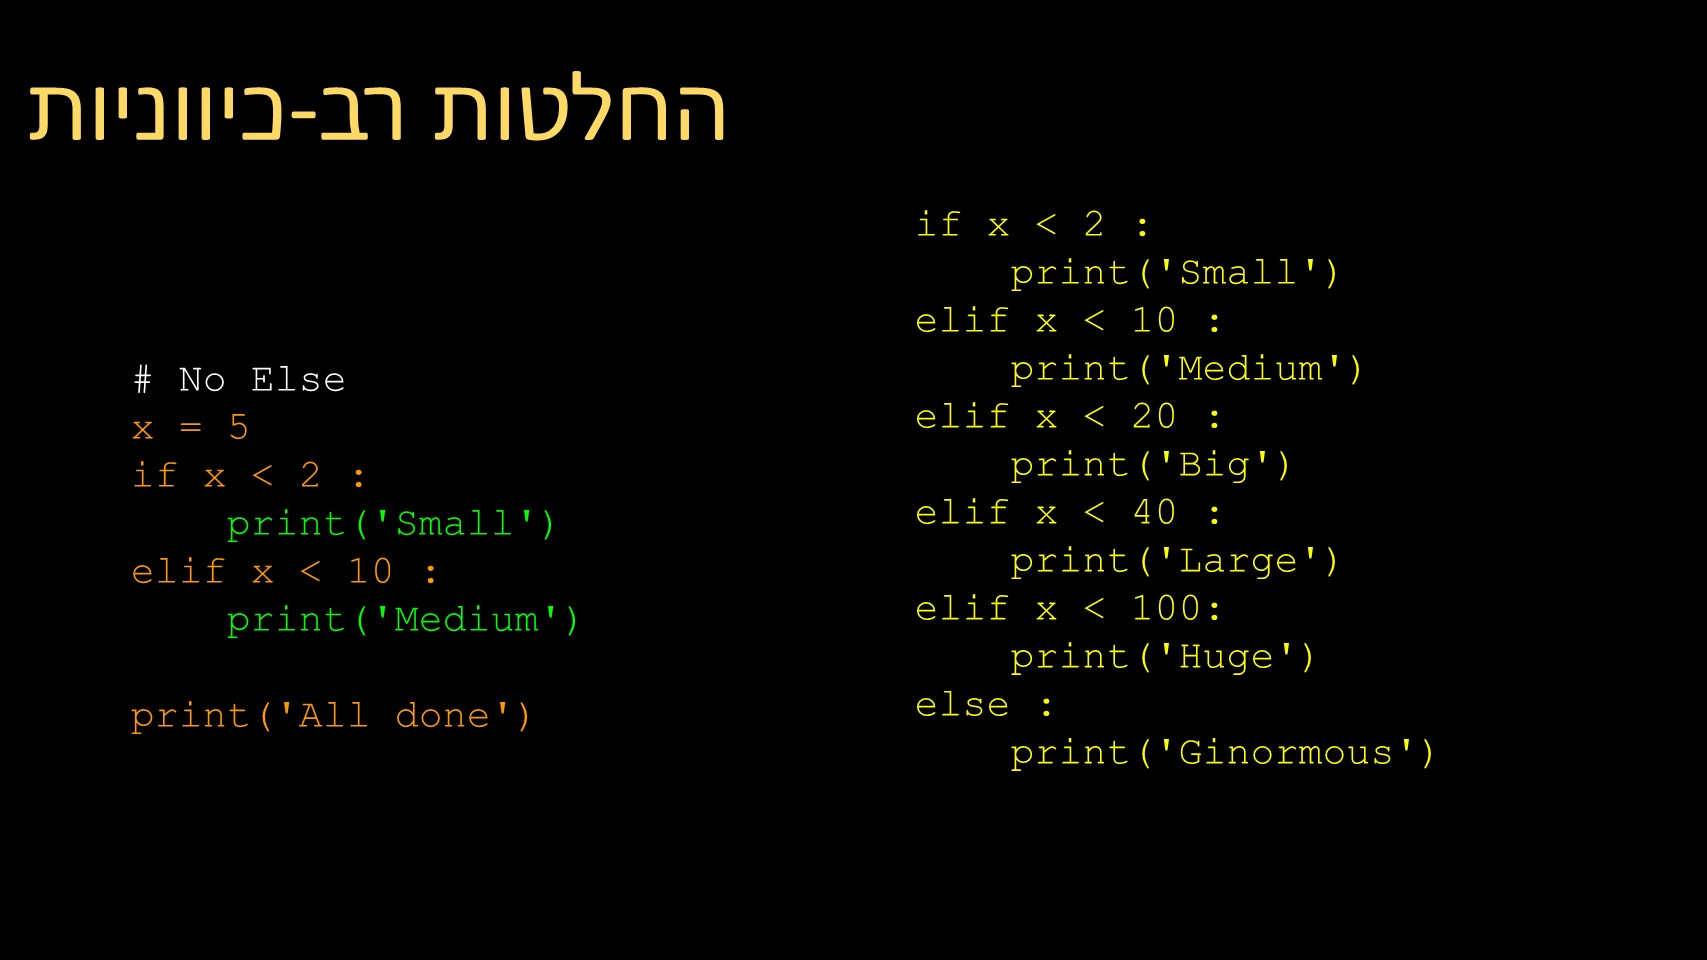 החלטות רב-כיווניות
# No Else
x = 5
if x < 2 :
    print('Small')
elif x < 10 :
    print('Medium')

print('All done')
if x < 2 :
    print('Small')
elif x < 10 :
    print('Medium')
elif x < 20 :
    print('Big')
elif x < 40 :
    print('Large')
elif x < 100:
    print('Huge')
else :
    print('Ginormous')